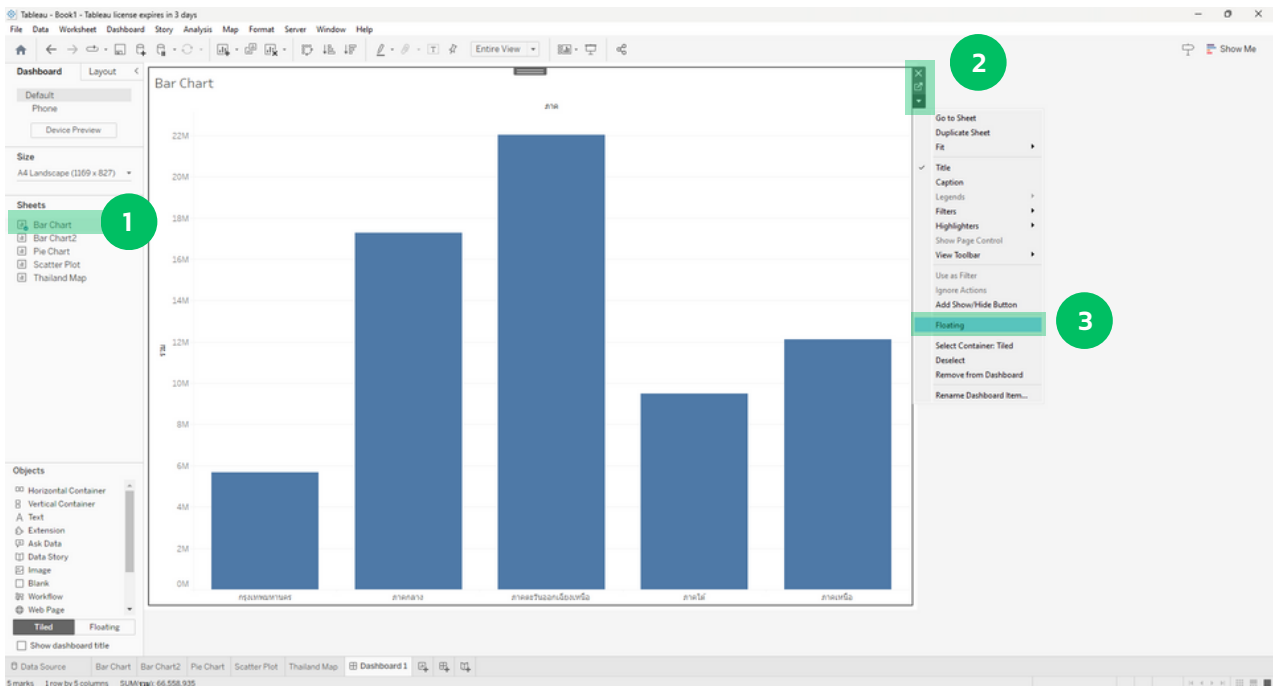 Tableau - Book1 - Tableau license expires in 3 days
File Data Worksheet Dashboard Story Analysis Map Format Server Window Help
Entire View
Show Me
Dashboard Layout
Default
Phone
Device Preview
Size
A4 Landscape (1169 x 827)
Sheets
Bar Chart
Bar Chart2
Pie Chart
Scatter Plot
Thailand Map
1
Objects
Horizontal Container
Vertical Container
Text
Extension
Ask Data
Data Story
Image
Blank
Workflow
Web Page
Tiled Floating
Show dashboard title
Bar Chart
ภาค
22M
20M
18M
16M
14M
12M
10M
8M
6M
4M
2M
0M
กรุงเทพมหานคร ภาคกลาง ภาคตะวันออกเฉียงเหนือ ภาคใต้ ภาคเหนือ
2
Go to Sheet
Duplicate Sheet
Fit
Title
Caption
Legends
Filters
Highlighters
Show Page Control
View Toolbar
Use as Filter
Ignore Actions
Add Show/Hide Button
Floating
3
Select Container: Tiled
Deselect
Remove from Dashboard
Rename Dashboard Item...
Data Source Bar Chart Bar Chart2 Pie Chart Scatter Plot Thailand Map Dashboard 1
5 marks 1 row by 5 columns SUM(รวม): 66,558,935